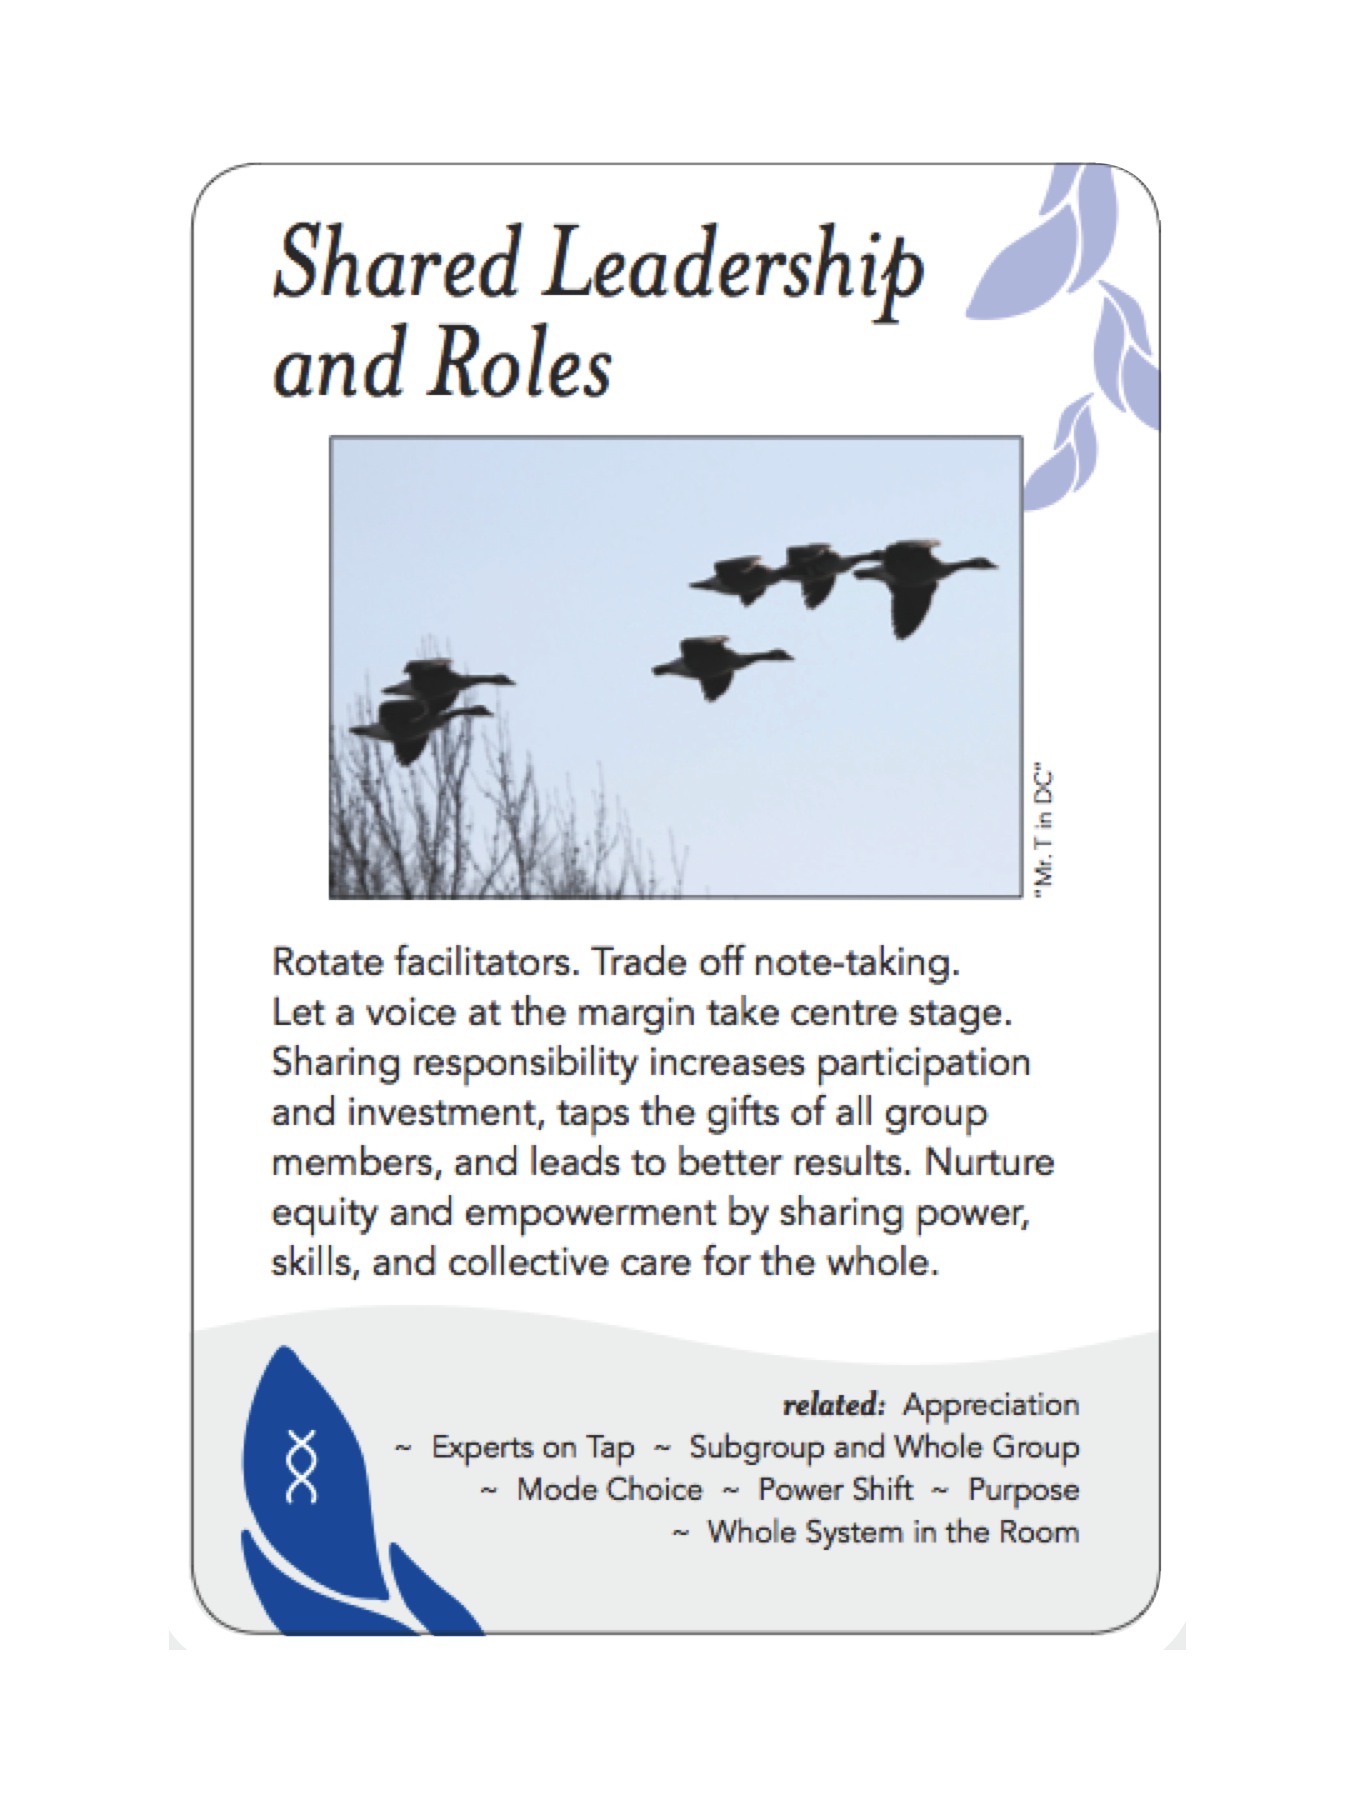 Shared Leadership
and Roles
"Mr. T in DC"
Rotate facilitators. Trade off note-taking.
Let a voice at the margin take centre stage.
Sharing responsibility increases participation
and investment, taps the gifts of all group
members, and leads to better results. Nurture
equity and empowerment by sharing power,
skills, and collective care for the whole.
related: Appreciation
~ Experts on Tap ~ Subgroup and Whole Group
~ Mode Choice ~ Power Shift ~ Purpose
~ Whole System in the Room